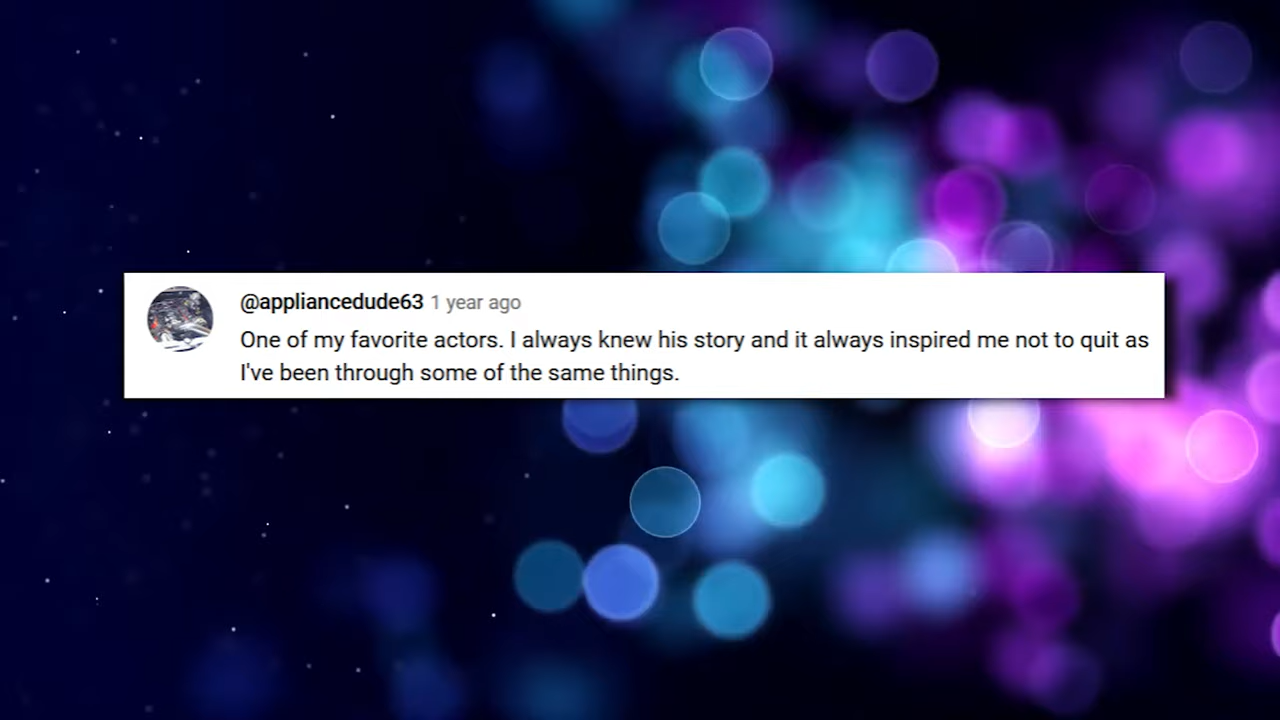 @appliancedude63 1 year ago
One of my favorite actors. I always knew his story and it always inspired me not to quit as
I've been through some of the same things.